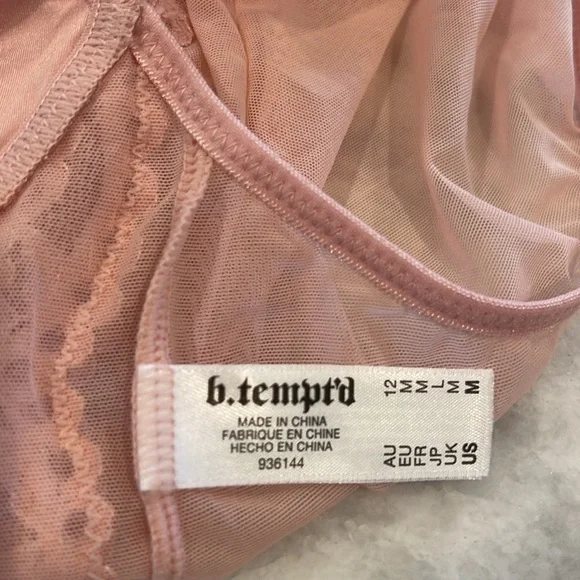 b.tempt'd
MADE IN CHINA
FABRIQUE EN CHINE
HECHO EN CHINA
936144
AU 12
EU M
FR M
JP L
UK M
US M